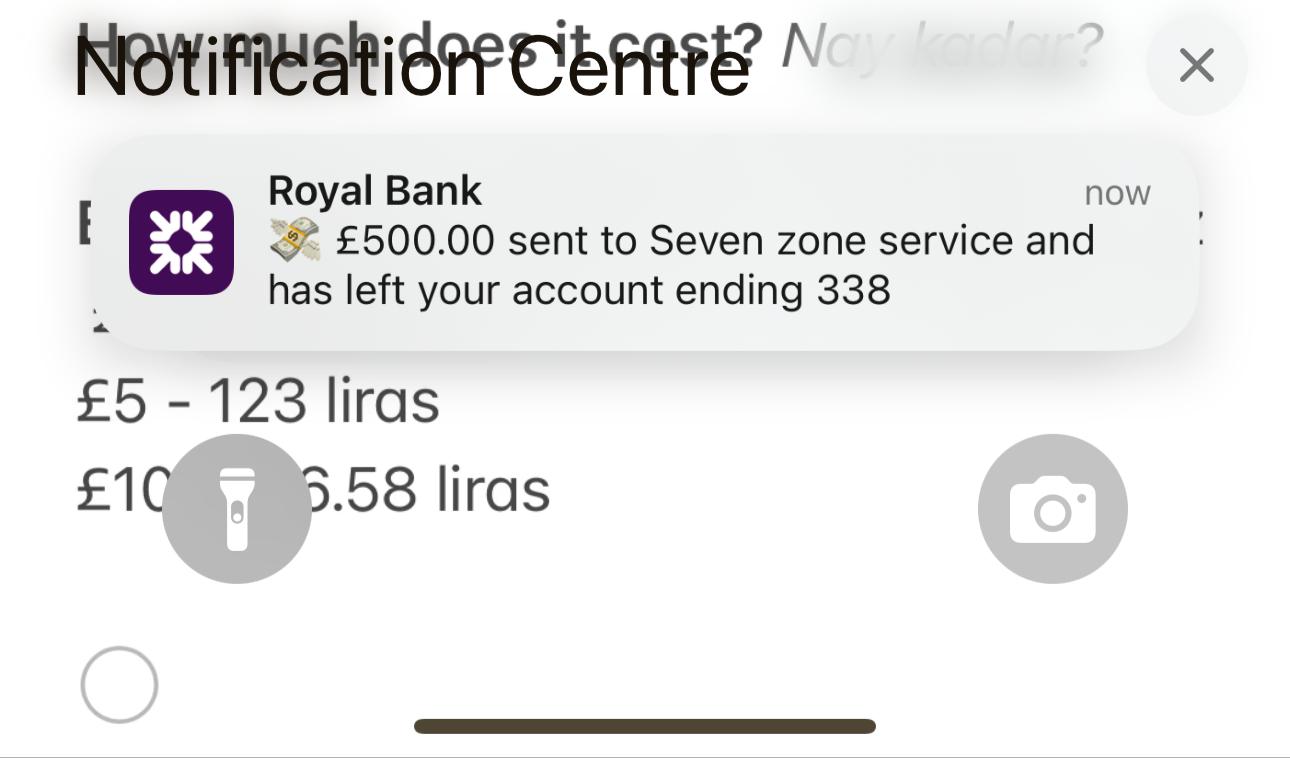 How much does it cost? Nay kadar?
Notification Centre
Royal Bank
now
💸 £500.00 sent to Seven zone service and
has left your account ending 338
£5 - 123 liras
£10 6.58 liras